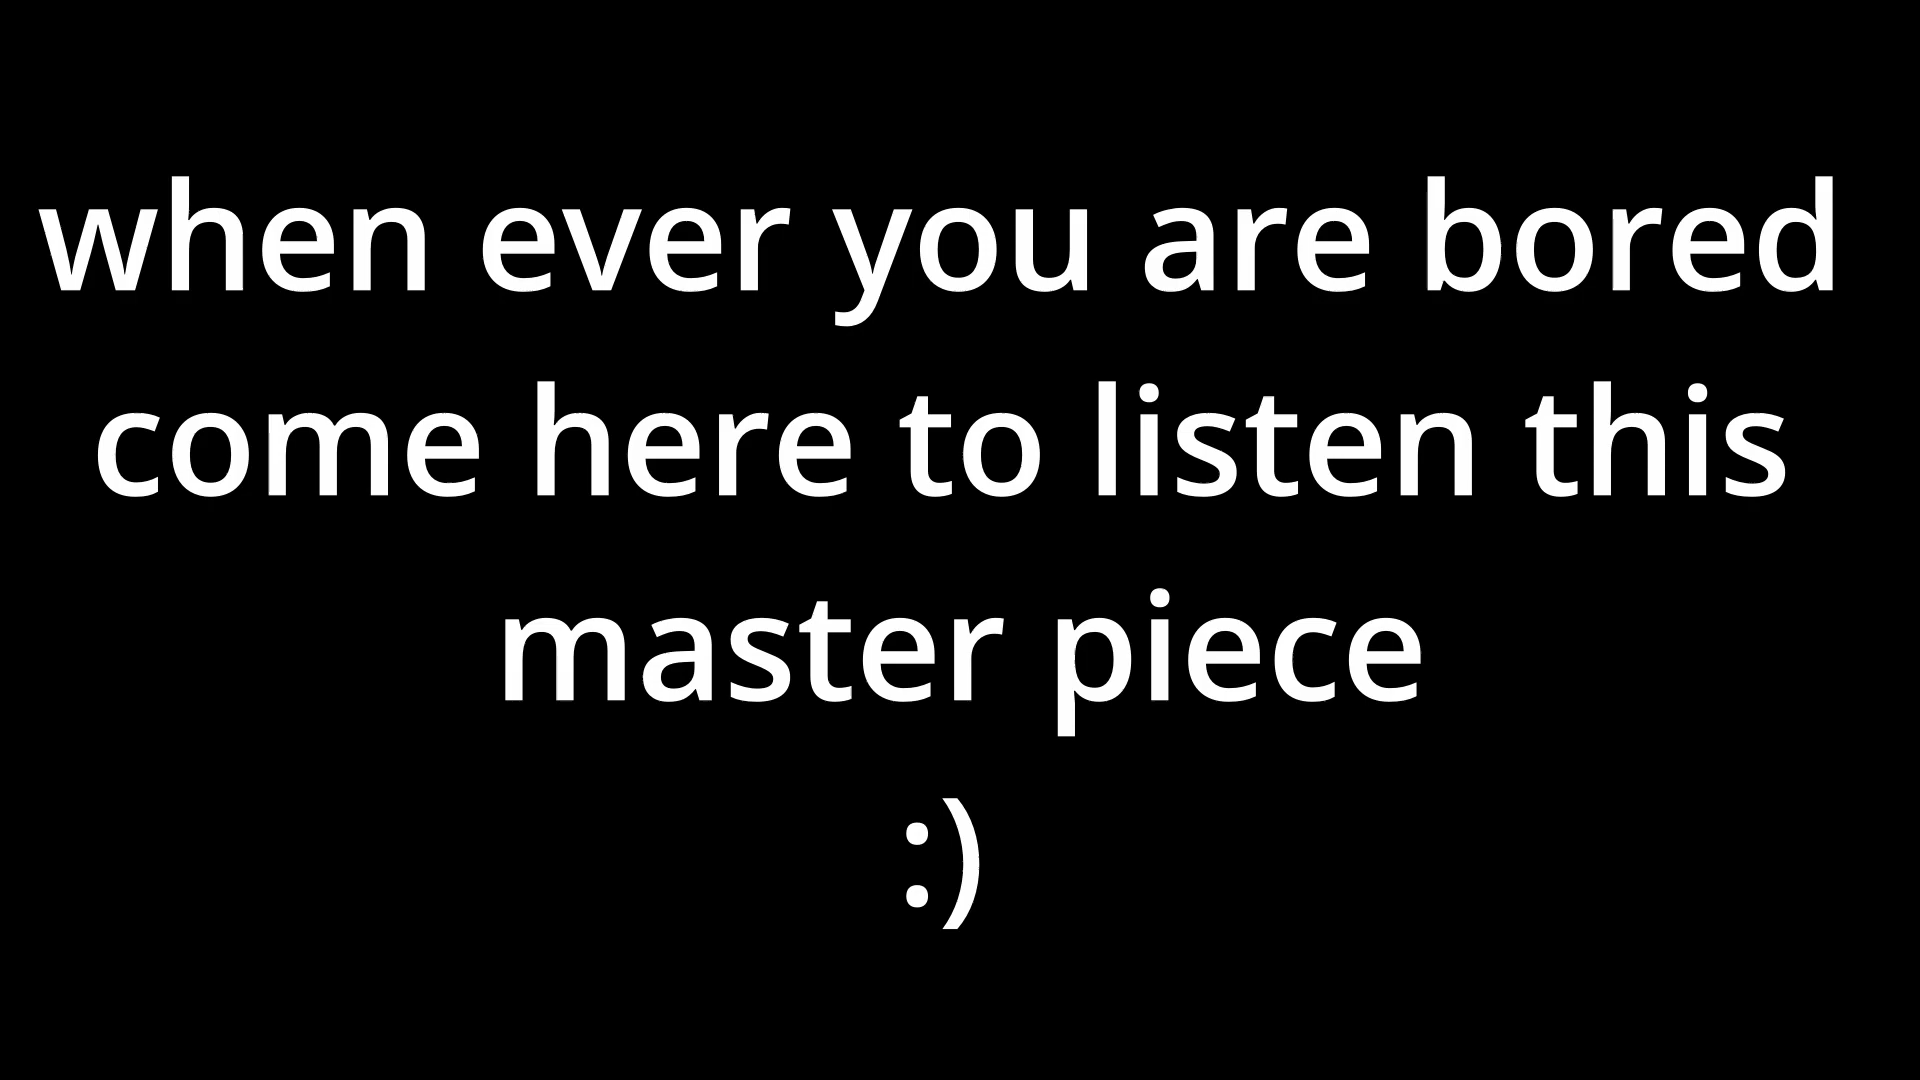 when ever you are bored
come here to listen this
master piece
:)